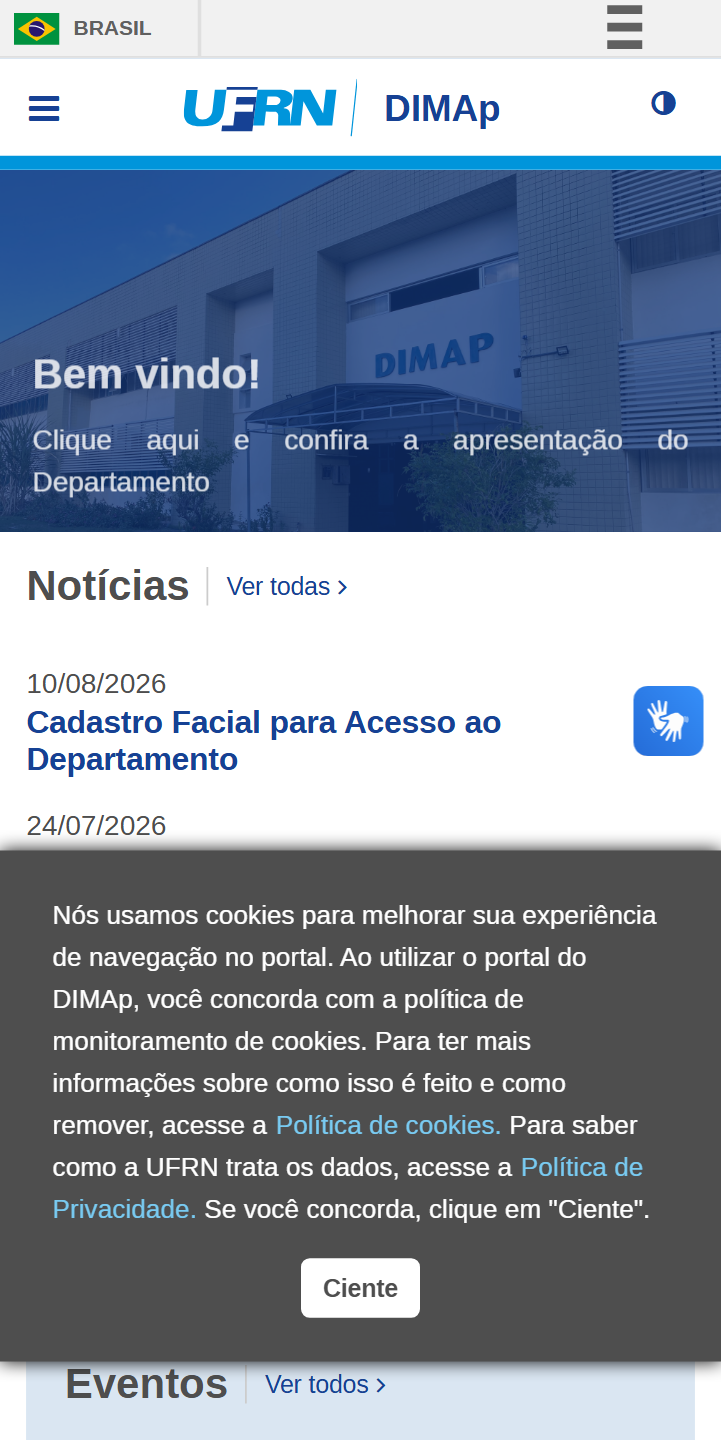 BRASIL
UFRN
DIMAp
DIMAP
Bem vindo!
Clique aqui e confira a apresentação do
Departamento
Notícias
Ver todas
10/08/2026
Cadastro Facial para Acesso ao
Departamento
24/07/2026
Nós usamos cookies para melhorar sua experiência
de navegação no portal. Ao utilizar o portal do
DIMAp, você concorda com a política de
monitoramento de cookies. Para ter mais
informações sobre como isso é feito e como
remover, acesse a Política de cookies. Para saber
como a UFRN trata os dados, acesse a Política de
Privacidade. Se você concorda, clique em "Ciente".
Ciente
Eventos
Ver todos